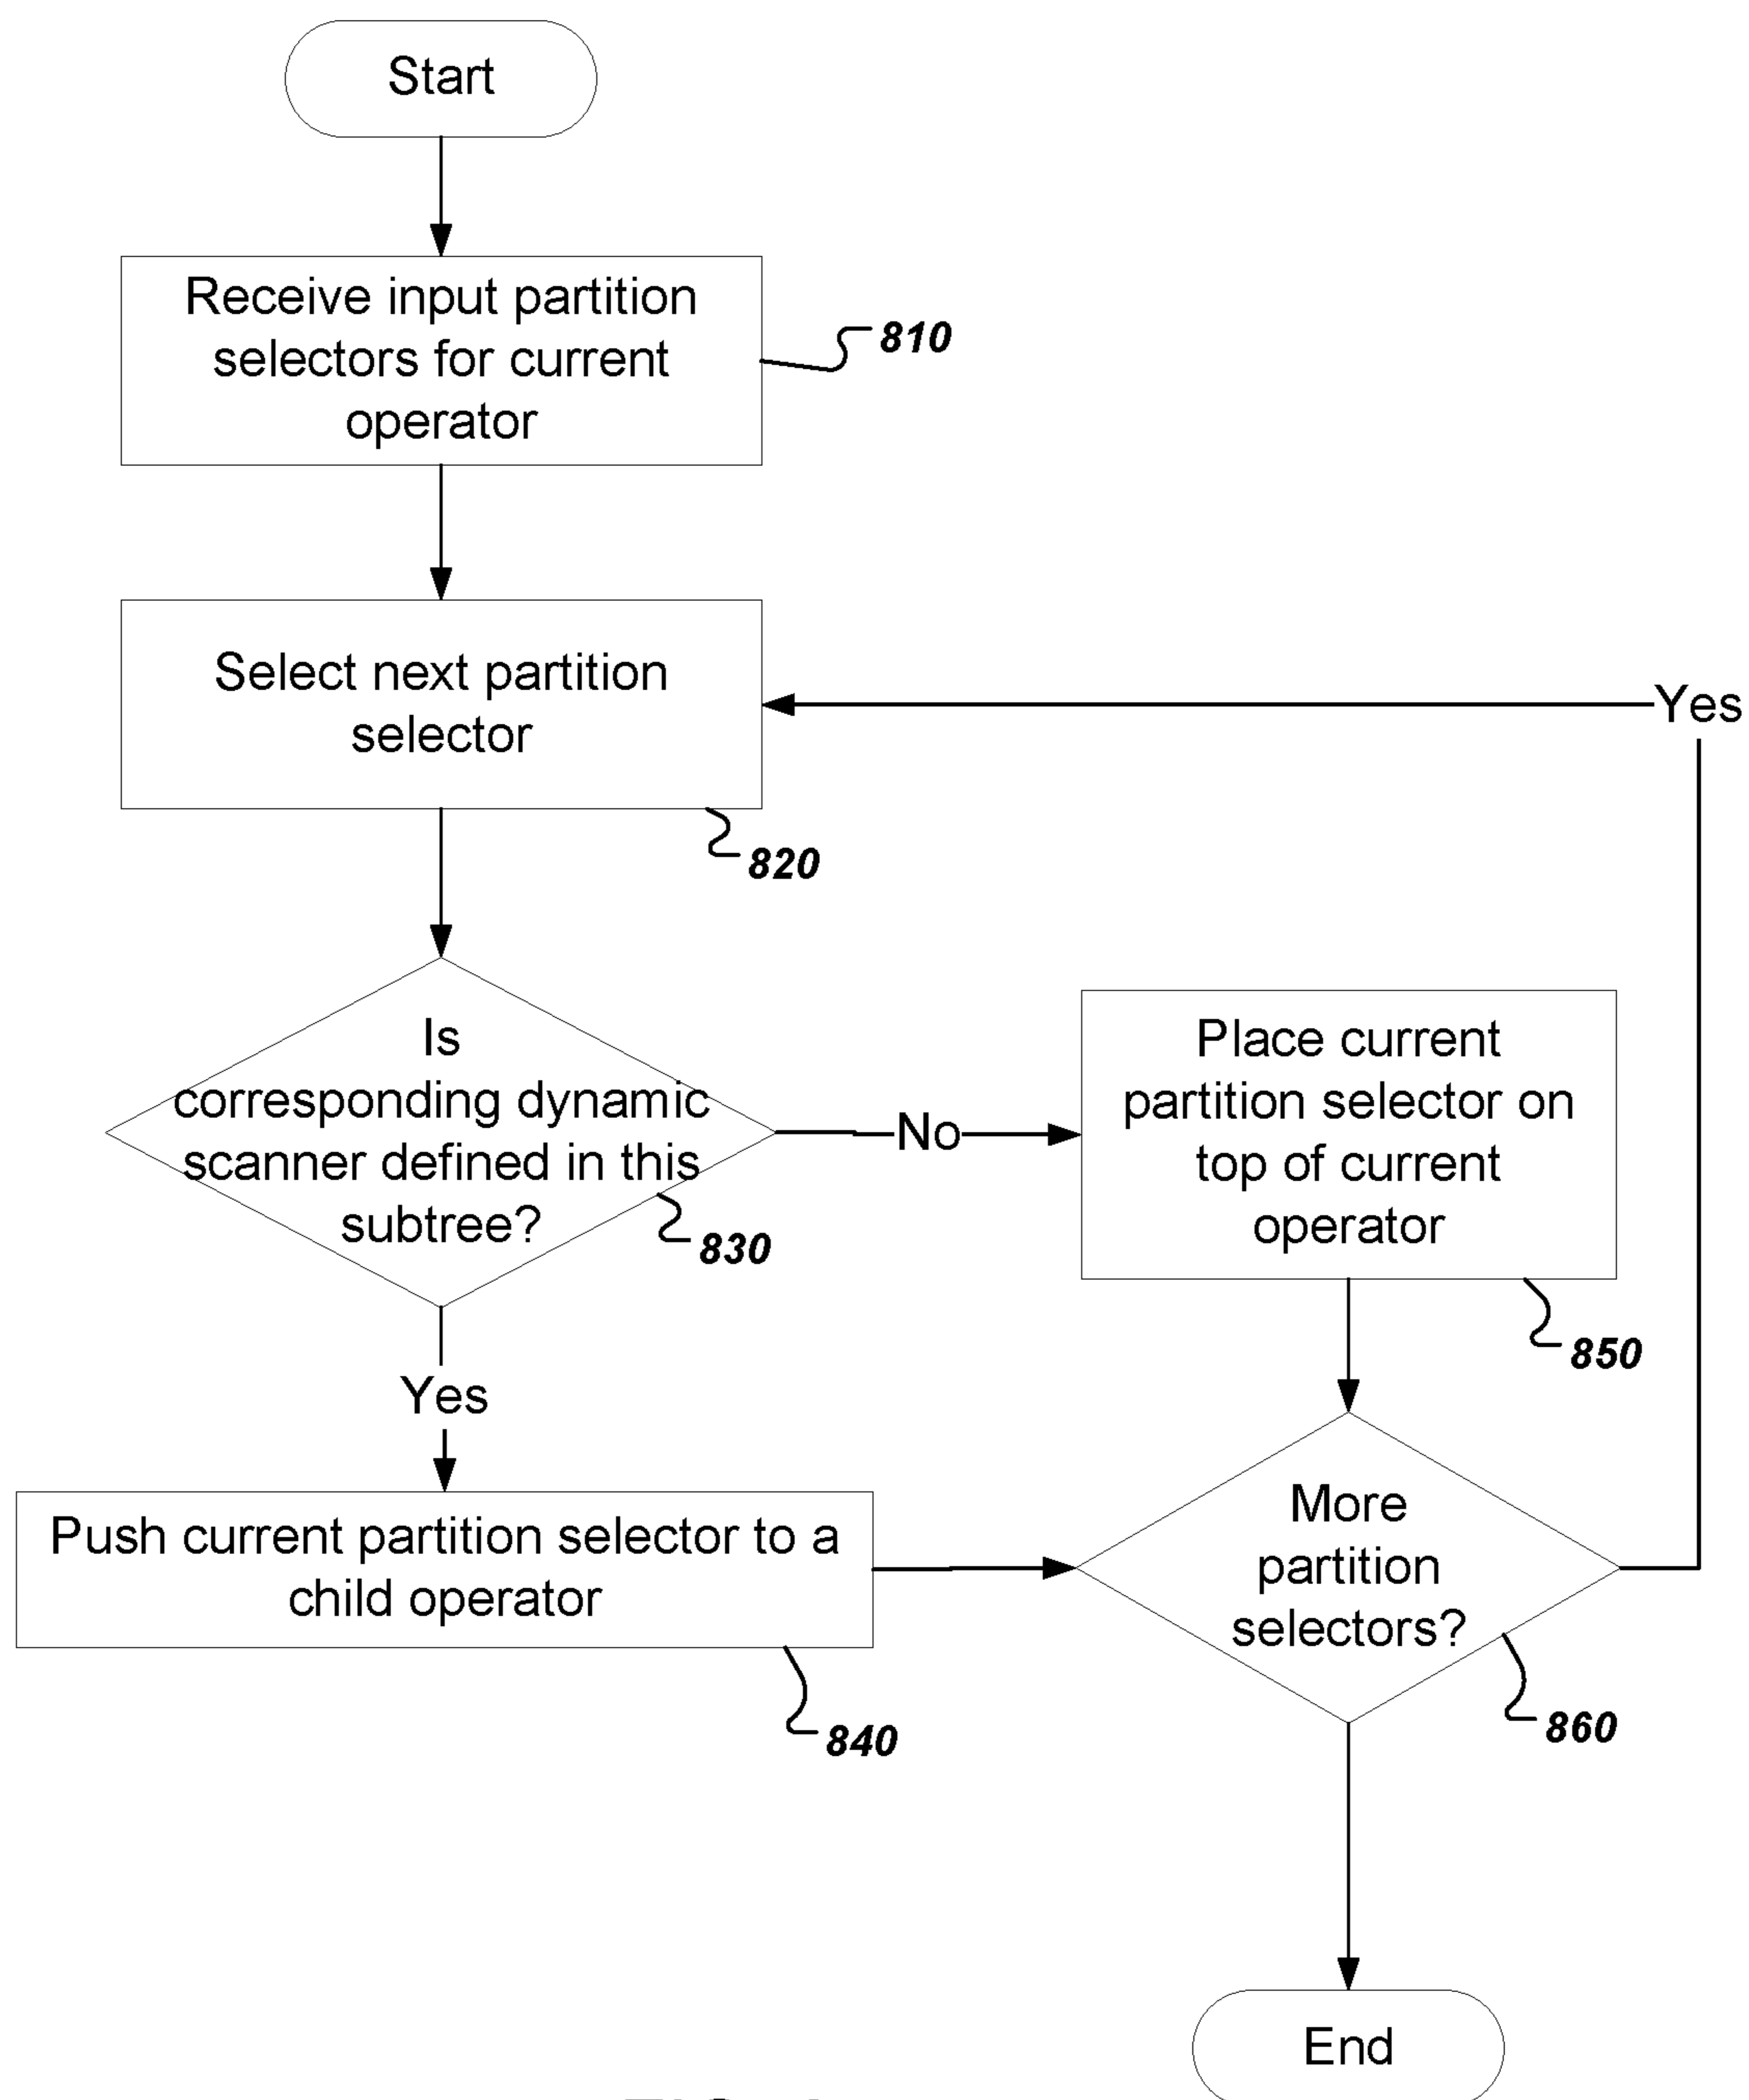 Start
Receive input partition
selectors for current
operator
810
Select next partition
selector
Yes
820
Is
corresponding dynamic
scanner defined in this
subtree?
830
No
Place current
partition selector on
top of current
operator
850
Yes
Push current partition selector to a
child operator
840
More
partition
selectors?
860
End